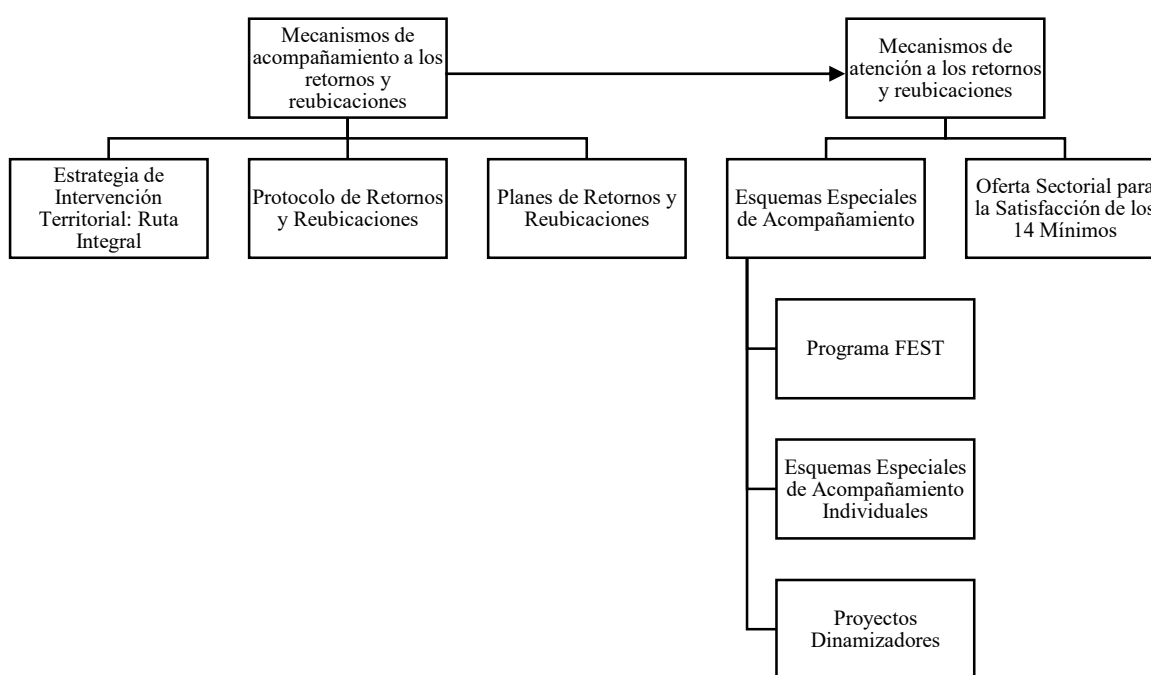 Mecanismos de
acompañamiento a los
retornos y
reubicaciones
Mecanismos de
atención a los retornos
y reubicaciones
Estrategia de
Intervención
Territorial: Ruta
Integral
Protocolo de Retornos
y Reubicaciones
Planes de Retornos y
Reubicaciones
Esquemas Especiales
de Acompañamiento
Oferta Sectorial para
la Satisfacción de los
14 Mínimos
Programa FEST
Esquemas Especiales
de Acompañamiento
Individuales
Proyectos
Dinamizadores